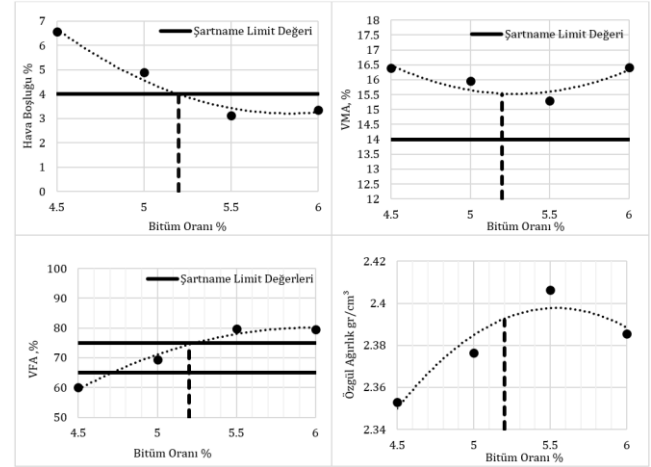 7
6
5
4
3
2
1
0
Hava Boşluğu %
Şartname Limit Değeri
4.5 5 5.5 6
Bitüm Oranı %
18
17.5
17
16.5
16
15.5
15
14.5
14
13.5
13
12.5
12
VMA, %
Şartname Limit Değeri
4.5 5 5.5 6
Bitüm Oranı %
100
90
80
70
60
50
VFA ,%
Şartname Limit Değerleri
4.5 5 5.5 6
Bitüm Oranı %
2.42
2.4
2.38
2.36
2.34
Özgül Ağırlık gr/cm³
4.5 5 5.5 6
Bitüm Oranı %